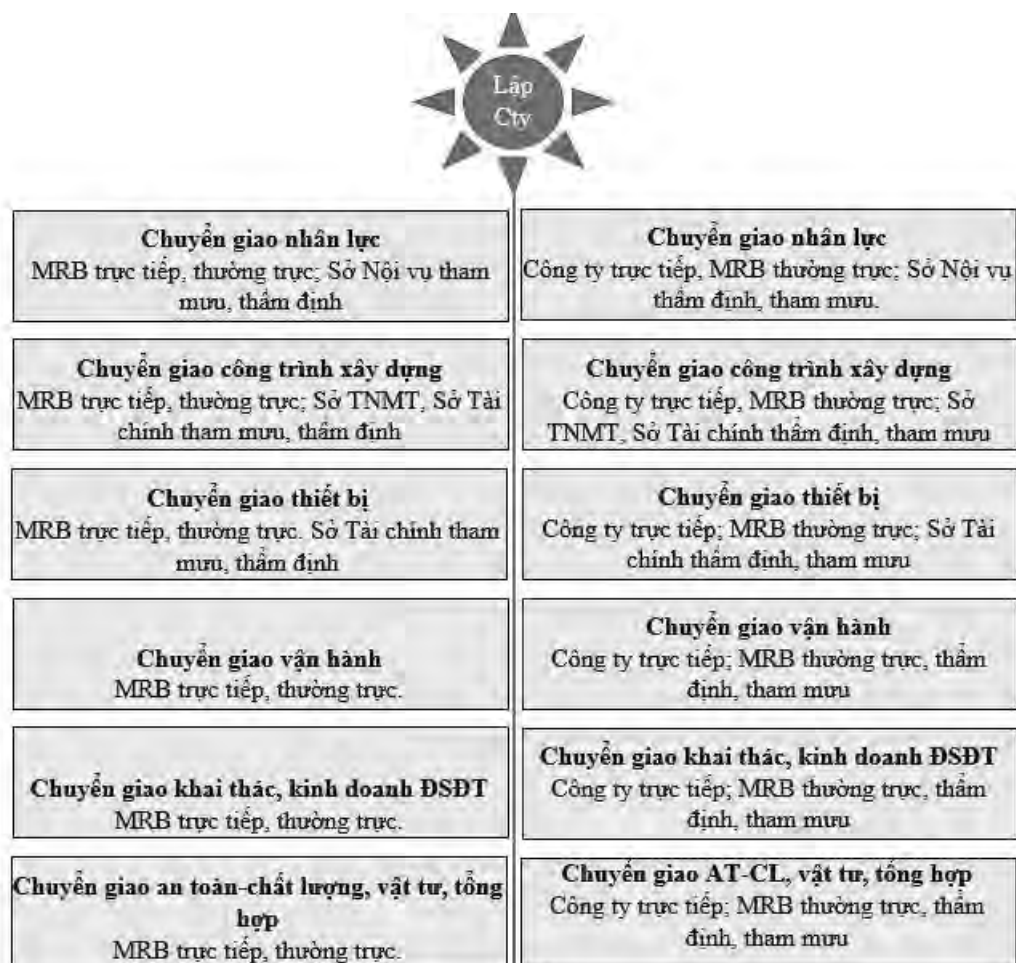 Lập
Cty
Chuyển giao nhân lực
MRB trực tiếp, thường trực; Sở Nội vụ tham
mưu, thẩm định
Chuyển giao nhân lực
Công ty trực tiếp, MRB thường trực; Sở Nội vụ
thẩm định, tham mưu.
Chuyển giao công trình xây dựng
MRB trực tiếp, thường trực; Sở TNMT, Sở Tài
chính tham mưu, thẩm định
Chuyển giao công trình xây dựng
Công ty trực tiếp, MRB thường trực; Sở
TNMT, Sở Tài chính thẩm định, tham mưu
Chuyển giao thiết bị
MRB trực tiếp, thường trực. Sở Tài chính tham
mưu, thẩm định
Chuyển giao thiết bị
Công ty trực tiếp; MRB thường trực; Sở Tài
chính thẩm định, tham mưu
Chuyển giao vận hành
MRB trực tiếp, thường trực.
Chuyển giao vận hành
Công ty trực tiếp; MRB thường trực, thẩm
định, tham mưu
Chuyển giao khai thác, kinh doanh ĐSĐT
MRB trực tiếp, thường trực.
Chuyển giao khai thác, kinh doanh ĐSĐT
Công ty trực tiếp; MRB thường trực, thẩm
định, tham mưu
Chuyển giao an toàn-chất lượng, vật tư, tổng
hợp
MRB trực tiếp, thường trực.
Chuyển giao AT-CL, vật tư, tổng hợp
Công ty trực tiếp; MRB thường trực, thẩm
định, tham mưu